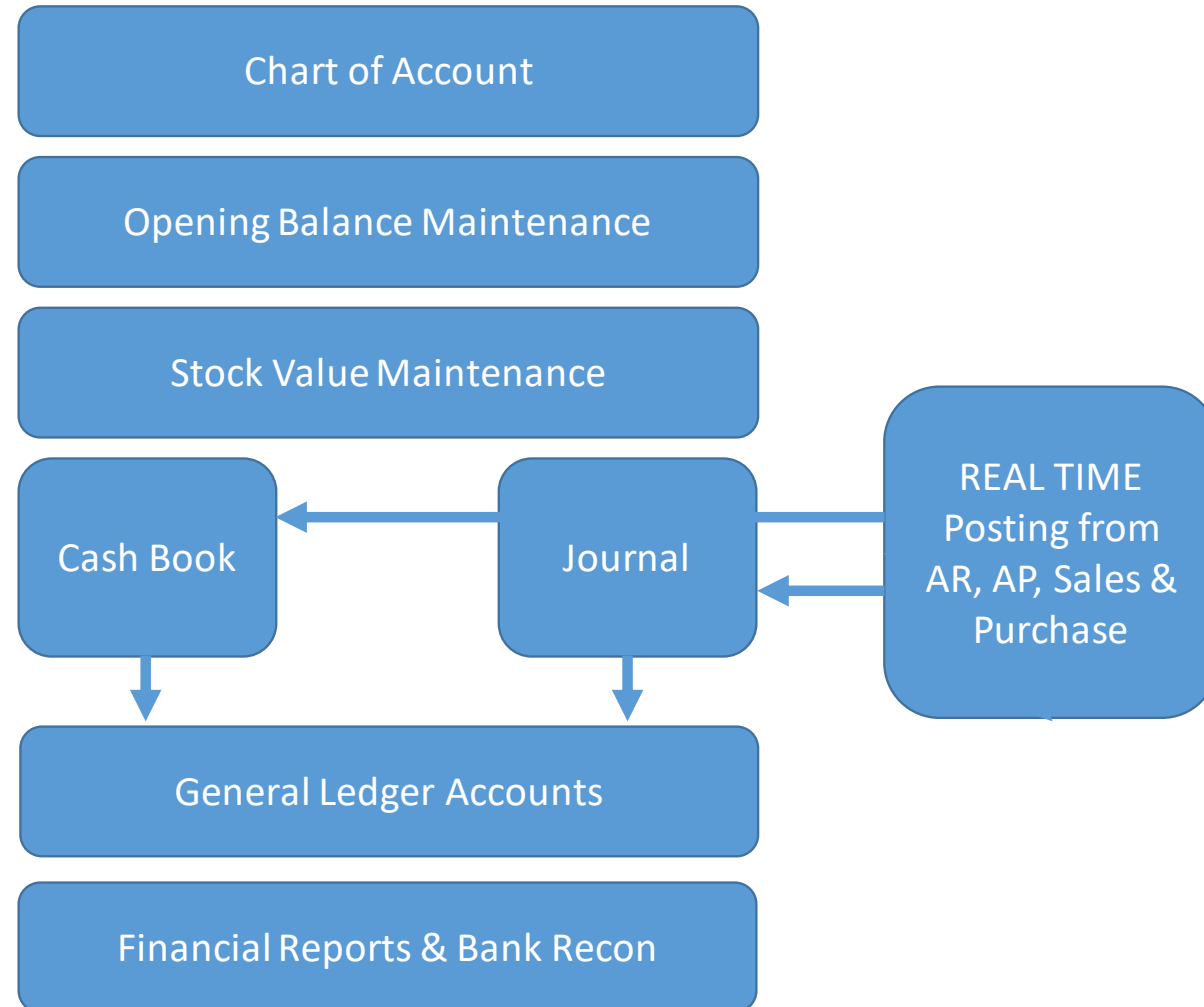 Chart of Account
Opening Balance Maintenance
Stock Value Maintenance
Cash Book
Journal
REAL TIME
Posting from
AR, AP, Sales &
Purchase
General Ledger Accounts
Financial Reports & Bank Recon